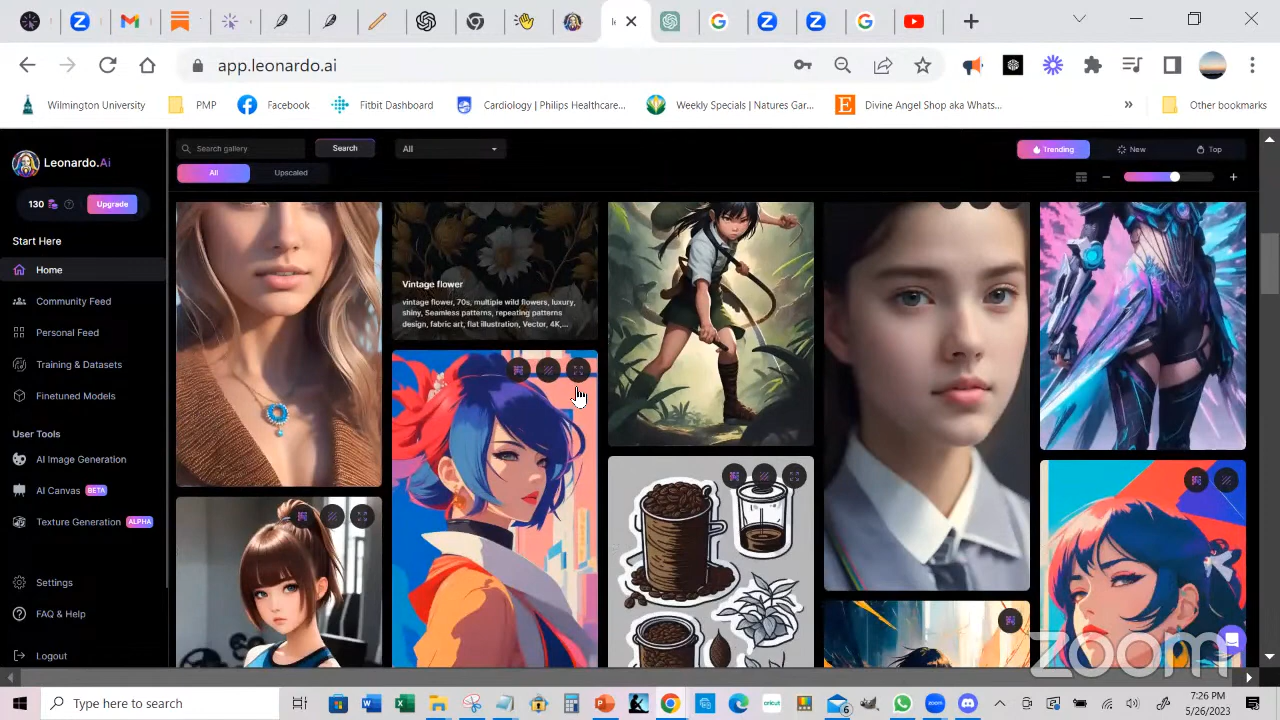 le
app.leonardo.ai
Wilmington University
PMP
Facebook
Fitbit Dashboard
Cardiology | Philips Healthcare...
Weekly Specials | Natures Gar...
E
Divine Angel Shop aka Whats...
»
Other bookmarks
Leonardo.Ai
130
Upgrade
Start Here
Home
Community Feed
Personal Feed
Training & Datasets
Finetuned Models
User Tools
AI Image Generation
AI Canvas BETA
Texture Generation ALPHA
Settings
FAQ & Help
Logout
Search gallery
Search
All
Trending
New
Top
All
Upscaled
Vintage flower
vintage flower, 70s, multiple wild flowers, luxury,
shiny, Seamless patterns, repeating patterns
design, fabric art, flat illustration, Vector, 4K,...
zoom
Type here to search
6
7:26 PM
5/26/2023